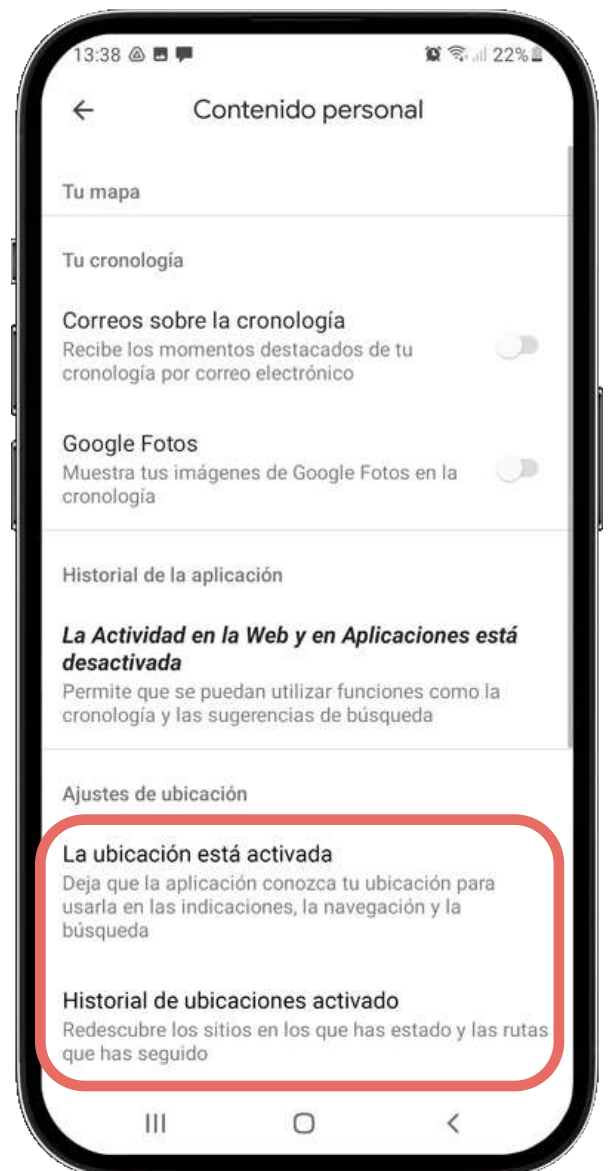 13:38
22%
Contenido personal
Tu mapa
Tu cronología
Correos sobre la cronología
Recibe los momentos destacados de tu
cronología por correo electrónico
Google Fotos
Muestra tus imágenes de Google Fotos en la
cronología
Historial de la aplicación
La Actividad en la Web y en Aplicaciones está
desactivada
Permite que se puedan utilizar funciones como la
cronología y las sugerencias de búsqueda
Ajustes de ubicación
La ubicación está activada
Deja que la aplicación conozca tu ubicación para
usarla en las indicaciones, la navegación y la
búsqueda
Historial de ubicaciones activado
Redescubre los sitios en los que has estado y las rutas
que has seguido